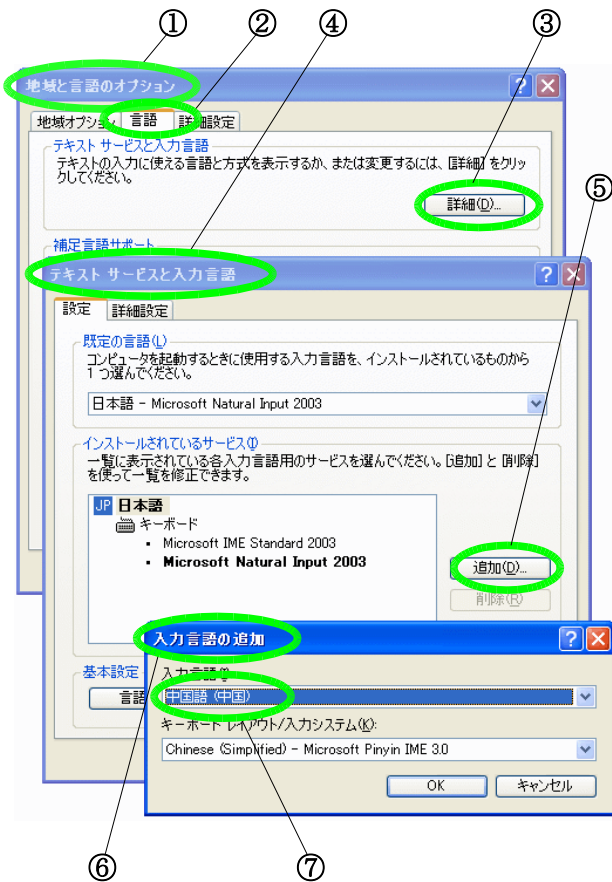 ① ② ④ ③
地域と言語のオプション
地域オプション 言語 詳細設定
テキスト サービスと入力言語
テキストの入力に使える言語と方式を表示するか、または変更するには、[詳細] をクリッ
クしてください。
詳細(D)...
⑤
補足言語サポート
テキスト サービスと入力言語
設定 詳細設定
既定の言語(L)
コンピュータを起動するときに使用する入力言語を、インストールされているものから
1 つ選んでください。
日本語 - Microsoft Natural Input 2003
インストールされているサービス(I)
一覧に表示されている各入力言語用のサービスを選んでください。[追加] と [削除]
を使って一覧を修正できます。
JP 日本語
キーボード
• Microsoft IME Standard 2003
• Microsoft Natural Input 2003
追加(D)...
削除(R)
入力言語の追加
基本設定
入力言語(I)
言語
中国語 (中国)
キーボード レイアウト/入力システム(K):
Chinese (Simplified) - Microsoft Pinyin IME 3.0
OK キャンセル
⑥ ⑦